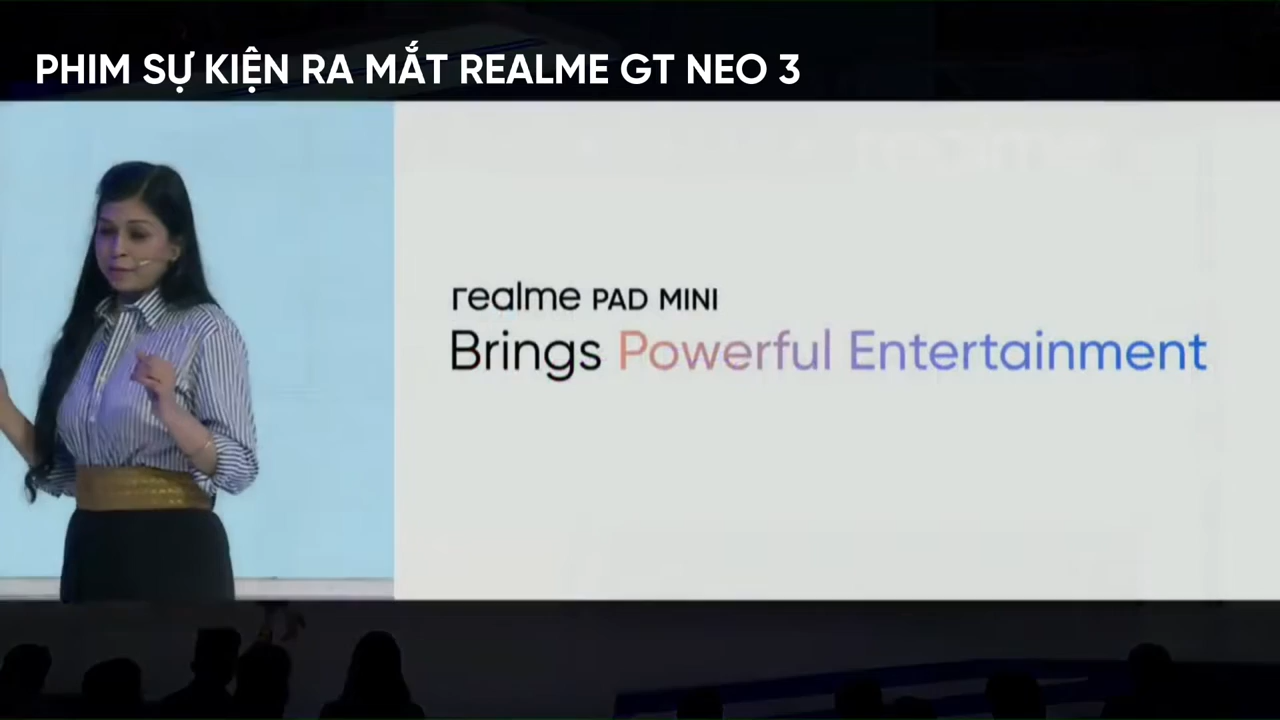 PHIM SỰ KIỆN RA MẮT REALME GT NEO 3
realme PAD MINI
Brings Powerful Entertainment